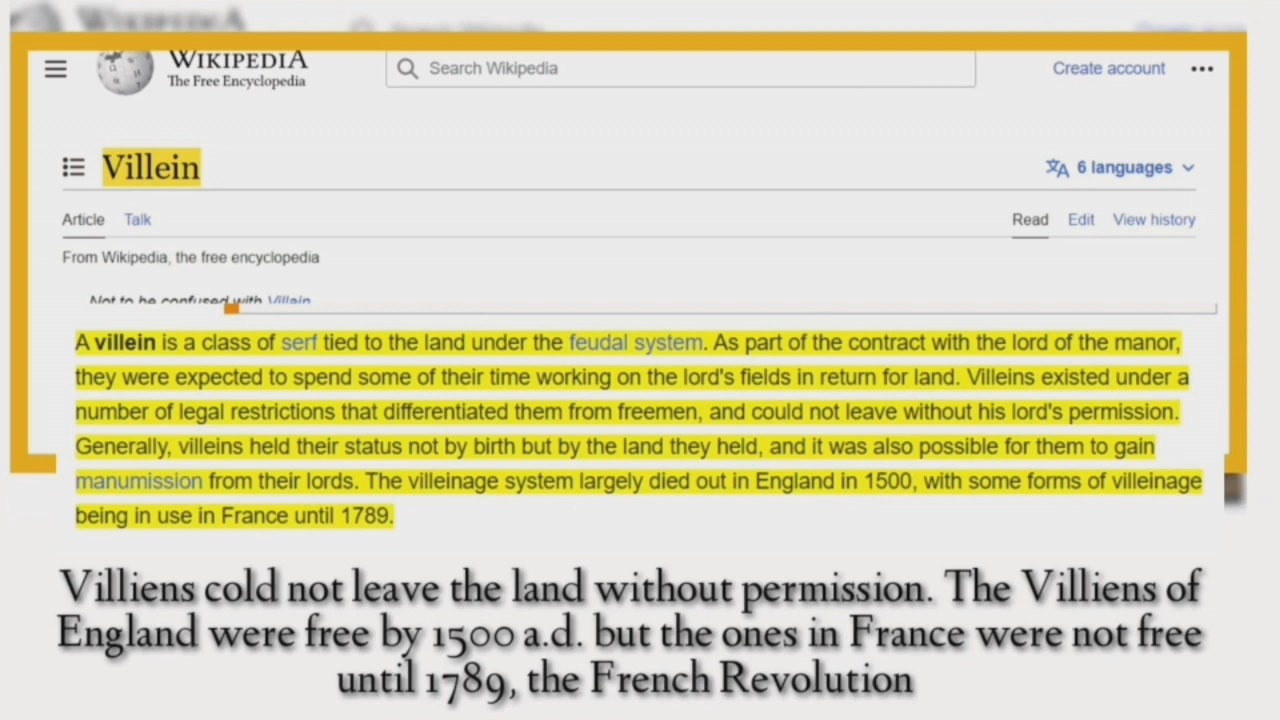 WIKIPEDIA
The Free Encyclopedia
Search Wikipedia
Create account
Villein
6 languages
Article Talk
Read Edit View history
From Wikipedia, the free encyclopedia
Not to be confused with Villain
A villein is a class of serf tied to the land under the feudal system. As part of the contract with the lord of the manor,
they were expected to spend some of their time working on the lord's fields in return for land. Villeins existed under a
number of legal restrictions that differentiated them from freemen, and could not leave without his lord's permission.
Generally, villeins held their status not by birth but by the land they held, and it was also possible for them to gain
manumission from their lords. The villeinage system largely died out in England in 1500, with some forms of villeinage
being in use in France until 1789.
Villiens cold not leave the land without permission. The Villiens of
England were free by 1500 a.d. but the ones in France were not free
until 1789, the French Revolution